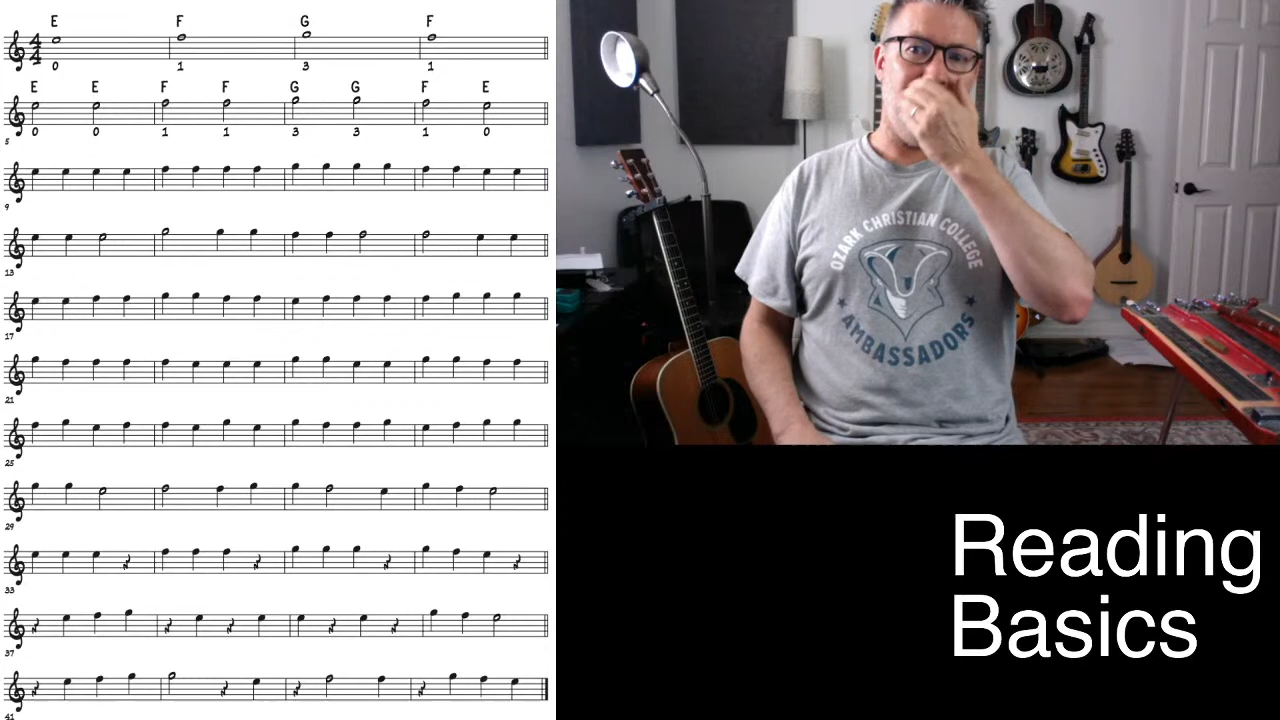 E F G F
4
4
0 1 3 1
E E F F G G F E
5
0 0 1 1 3 3 1 0
9
13
17
21
25
29
33
37
41
OZARK CHRISTIAN COLLEGE
AMBASSADORS
Reading
Basics